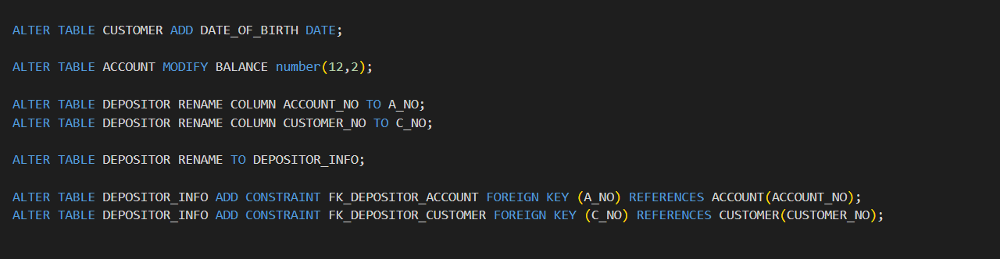 ALTER TABLE CUSTOMER ADD DATE_OF_BIRTH DATE;
ALTER TABLE ACCOUNT MODIFY BALANCE number(12,2);
ALTER TABLE DEPOSITOR RENAME COLUMN ACCOUNT_NO TO A_NO;
ALTER TABLE DEPOSITOR RENAME COLUMN CUSTOMER_NO TO C_NO;
ALTER TABLE DEPOSITOR RENAME TO DEPOSITOR_INFO;
ALTER TABLE DEPOSITOR_INFO ADD CONSTRAINT FK_DEPOSITOR_ACCOUNT FOREIGN KEY (A_NO) REFERENCES ACCOUNT(ACCOUNT_NO);
ALTER TABLE DEPOSITOR_INFO ADD CONSTRAINT FK_DEPOSITOR_CUSTOMER FOREIGN KEY (C_NO) REFERENCES CUSTOMER(CUSTOMER_NO);